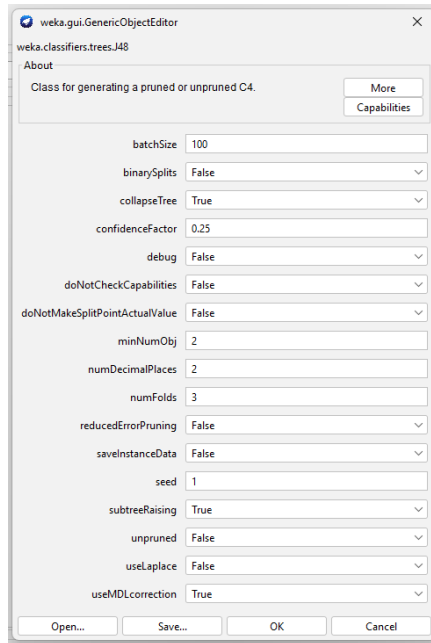 weka.gui.GenericObjectEditor
weka.classifiers.trees.J48
About
Class for generating a pruned or unpruned C4.
More
Capabilities
batchSize 100
binarySplits False
collapseTree True
confidenceFactor 0.25
debug False
doNotCheckCapabilities False
doNotMakeSplitPointActualValue False
minNumObj 2
numDecimalPlaces 2
numFolds 3
reducedErrorPruning False
saveInstanceData False
seed 1
subtreeRaising True
unpruned False
useLaplace False
useMDLcorrection True
Open... Save... OK Cancel